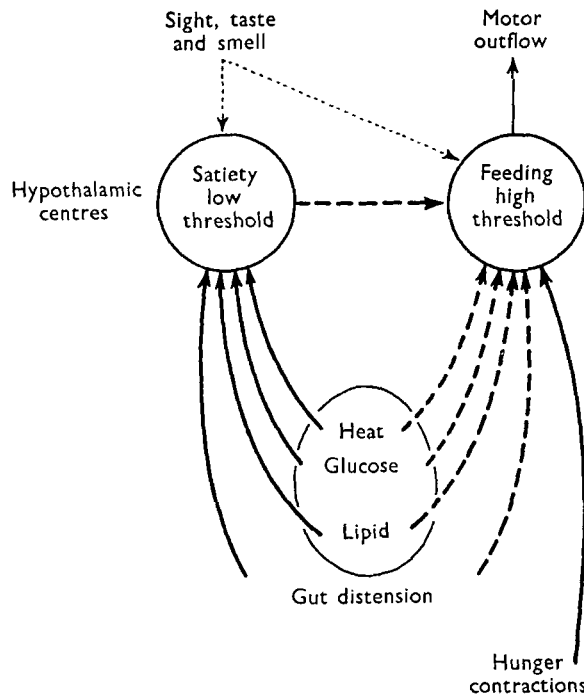 Sight, taste
and smell
Motor
outflow
Hypothalamic
centres
Satiety
low
threshold
Feeding
high
threshold
Heat
Glucose
Lipid
Gut distension
Hunger
contractions